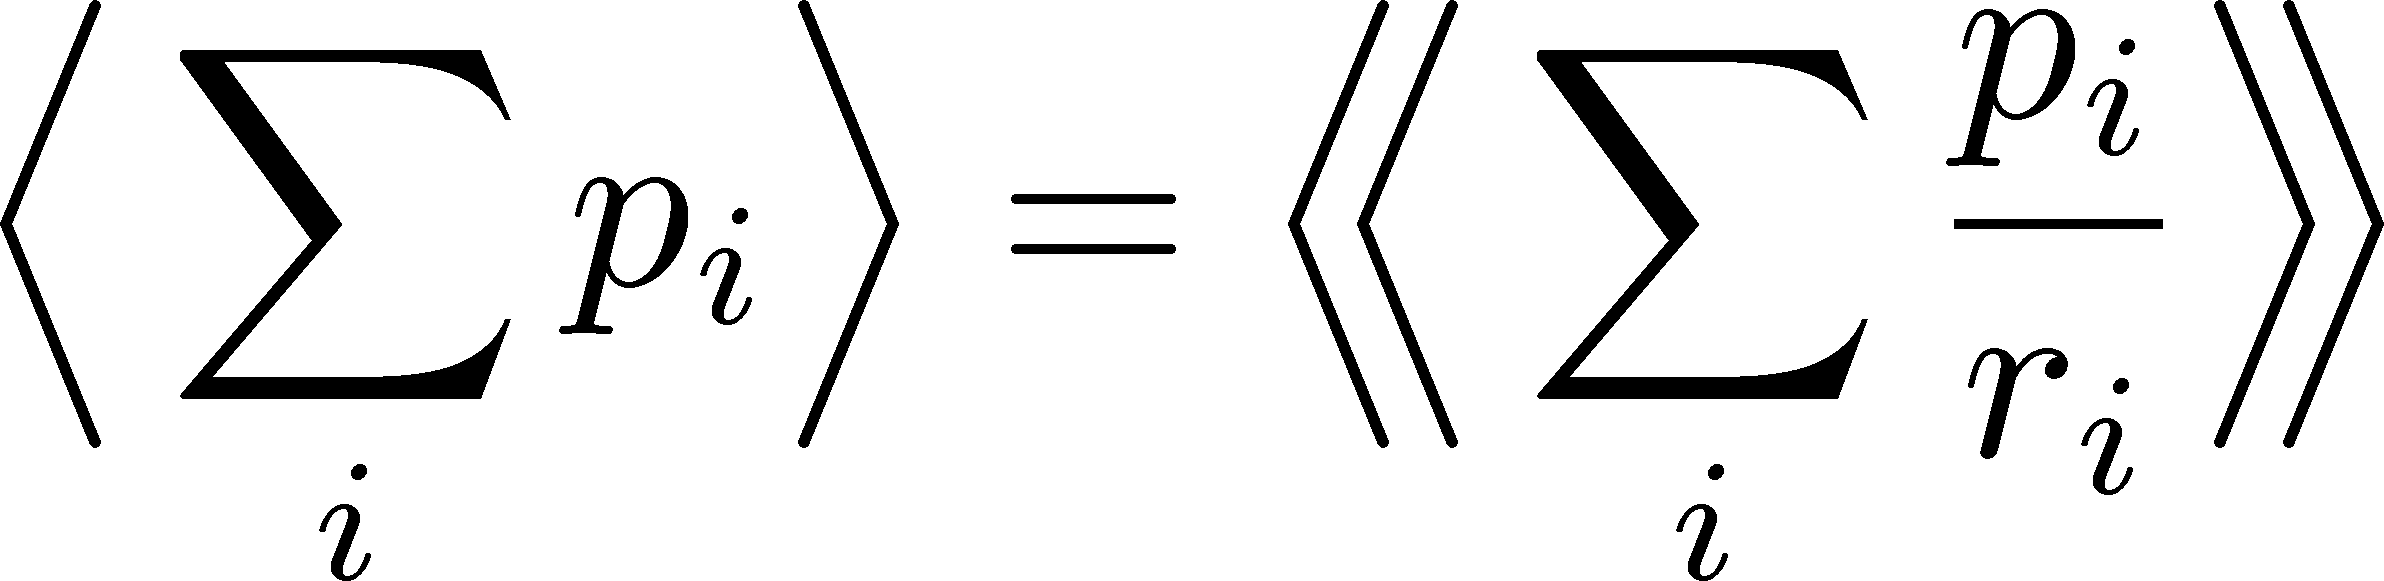 ⟨∑_i p_i⟩ = ⟪∑_i p_i/r_i⟫